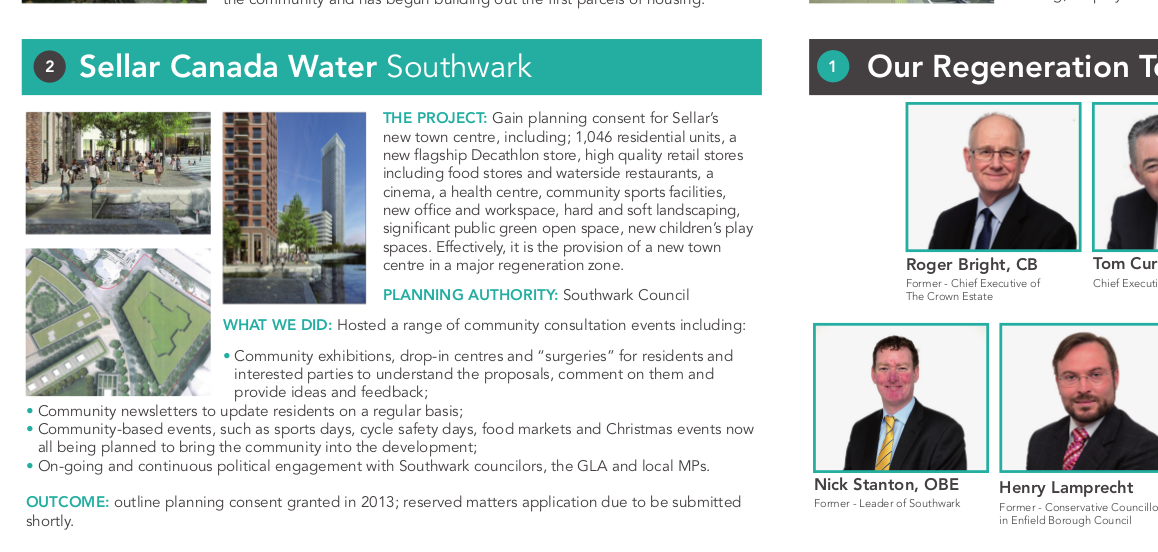 the community and has begun building out the first parcels of housing.
2 Sellar Canada Water Southwark
THE PROJECT: Gain planning consent for Sellar’s
new town centre, including; 1,046 residential units, a
new flagship Decathlon store, high quality retail stores
including food stores and waterside restaurants, a
cinema, a health centre, community sports facilities,
new office and workspace, hard and soft landscaping,
significant public green open space, new children’s play
spaces. Effectively, it is the provision of a new town
centre in a major regeneration zone.
PLANNING AUTHORITY: Southwark Council
WHAT WE DID: Hosted a range of community consultation events including:
• Community exhibitions, drop-in centres and “surgeries” for residents and
interested parties to understand the proposals, comment on them and
provide ideas and feedback;
• Community newsletters to update residents on a regular basis;
• Community-based events, such as sports days, cycle safety days, food markets and Christmas events now
all being planned to bring the community into the development;
• On-going and continuous political engagement with Southwark councilors, the GLA and local MPs.
OUTCOME: outline planning consent granted in 2013; reserved matters application due to be submitted
shortly.
1 Our Regeneration
Roger Bright, CB
Former - Chief Executive of
The Crown Estate
Tom
Chief
Nick Stanton, OBE
Former - Leader of Southwark
Henry Lamprecht
Former - Conservative
in Enfield Borough Council